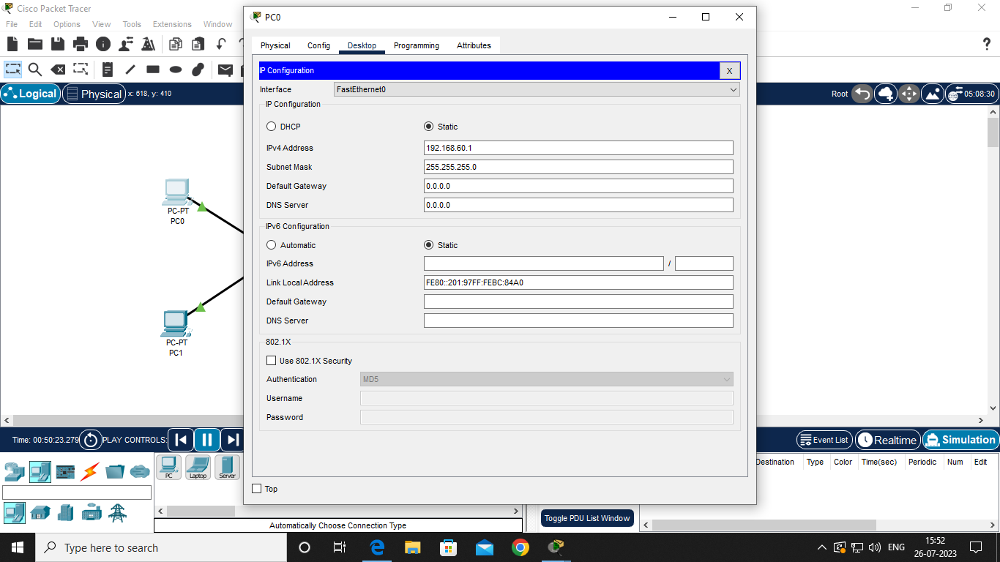 Cisco Packet Tracer
File Edit Options View Tools Extensions Window
Logical
Physical
x: 618, y: 410
Root
05:08:30
PC-PT
PC0
PC-PT
PC1
PC0
Physical Config Desktop Programming Attributes
IP Configuration
X
Interface FastEthernet0
IP Configuration
DHCP Static
IPv4 Address 192.168.60.1
Subnet Mask 255.255.255.0
Default Gateway 0.0.0.0
DNS Server 0.0.0.0
IPv6 Configuration
Automatic Static
IPv6 Address /
Link Local Address FE80::201:97FF:FEBC:84A0
Default Gateway
DNS Server
802.1X
Use 802.1X Security
Authentication MD5
Username
Password
Top
Time: 00:50:23.279 PLAY CONTROLS:
Event List Realtime Simulation
PC Laptop Server
Destination Type Color Time(sec) Periodic Num Edit
Toggle PDU List Window
Automatically Choose Connection Type
Type here to search
ENG
15:52
26-07-2023